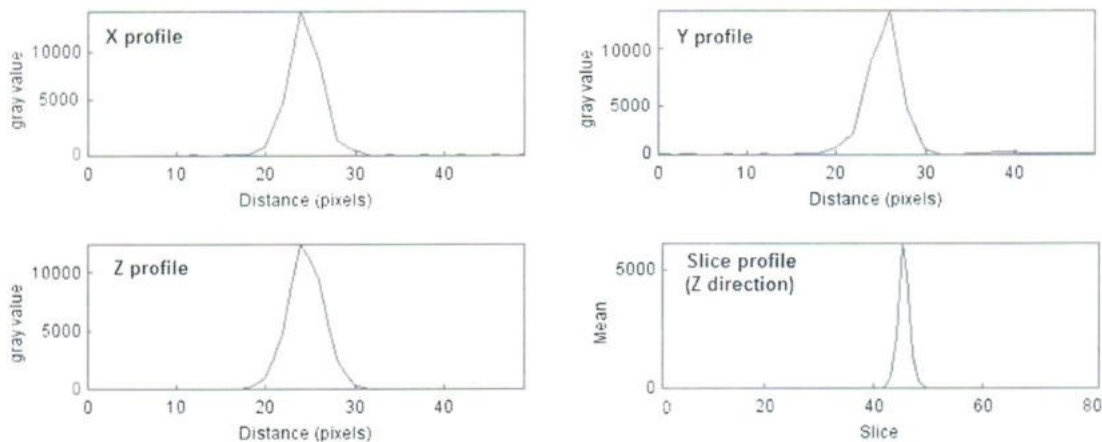 X profile
gray value
10000
5000
0
0 10 20 30 40
Distance (pixels)
Y profile
gray value
10000
5000
0
0 10 20 30 40
Distance (pixels)
Z profile
gray value
10000
5000
0
0 10 20 30 40
Distance (pixels)
Slice profile
(Z direction)
Mean
5000
0
0 20 40 60 80
Slice